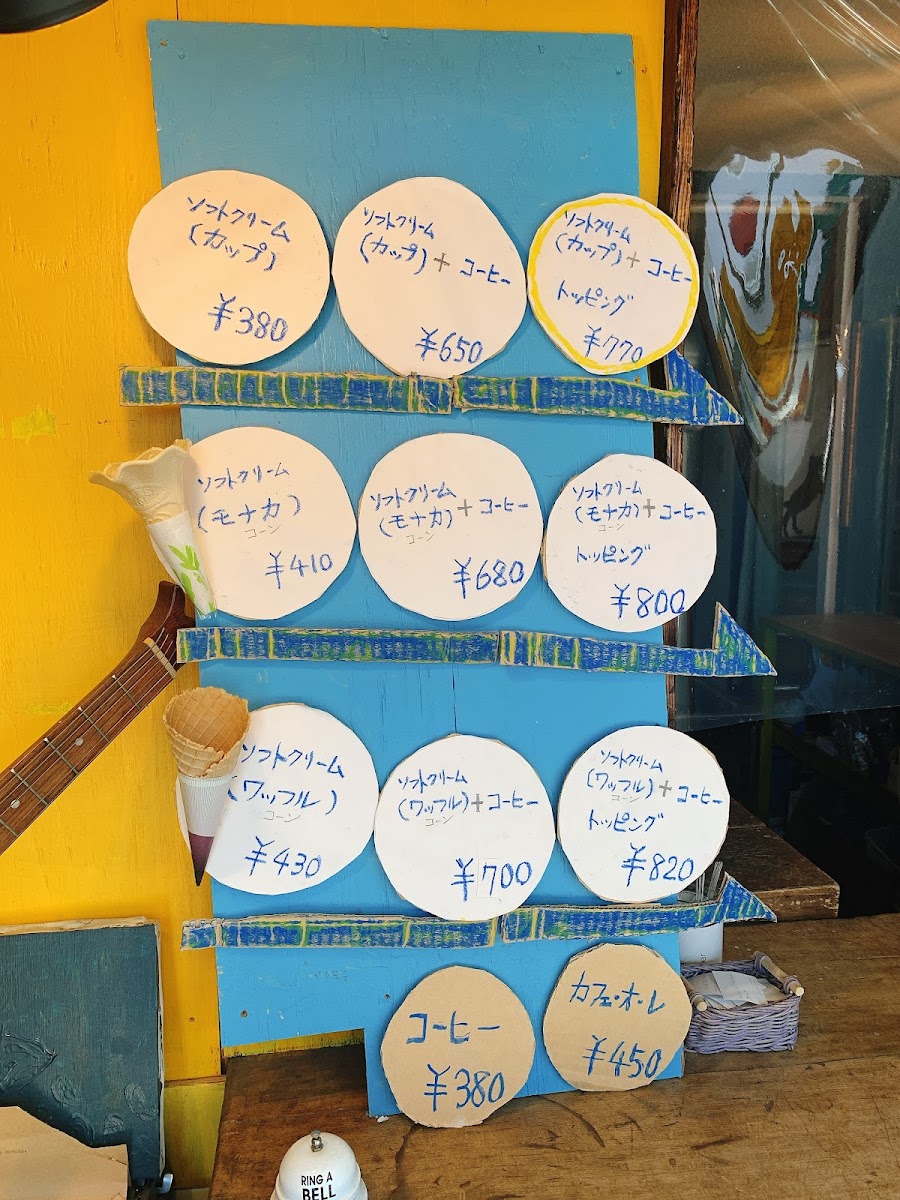 ソフトクリーム
(カップ)
¥380
ソフトクリーム
(カップ)+コーヒー
¥650
ソフトクリーム
(カップ)+コーヒー
トッピング
¥770
ソフトクリーム
(モナカ)
コーン
¥410
ソフトクリーム
(モナカ)+コーヒー
コーン
¥680
ソフトクリーム
(モナカ)+コーヒー
コーン
トッピング
¥800
ソフトクリーム
(ワッフル)
コーン
¥430
ソフトクリーム
(ワッフル)+コーヒー
コーン
¥700
ソフトクリーム
(ワッフル)+コーヒー
コーン
トッピング
¥820
コーヒー
¥380
カフェ・オ・レ
¥450
RING A
BELL